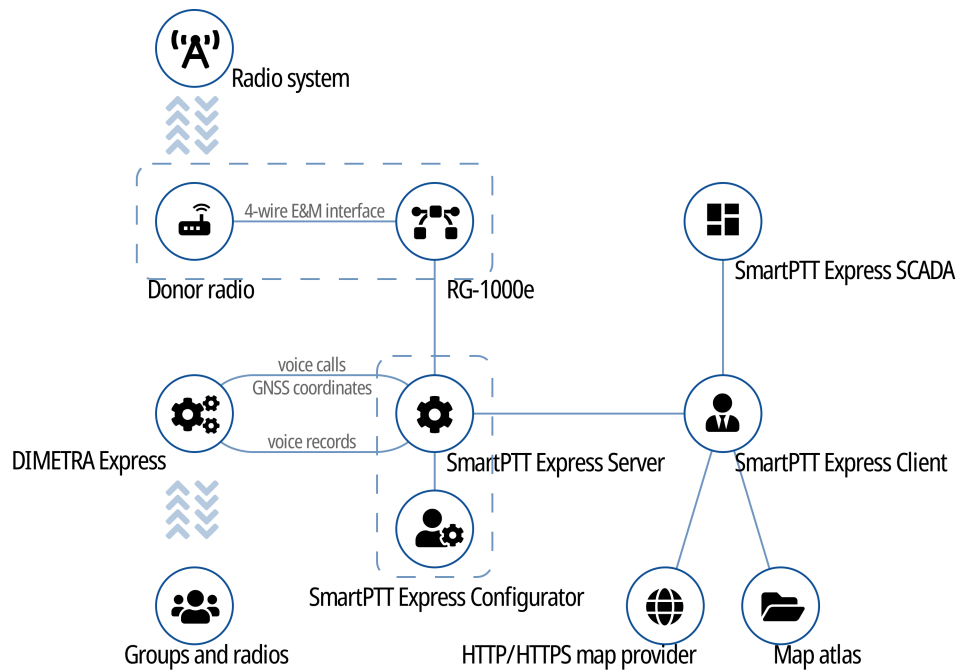 Radio system
4-wire E&M interface
SmartPTT Express SCADA
Donor radio
RG-1000e
voice calls
GNSS coordinates
voice records
DIMETRA Express
SmartPTT Express Server
SmartPTT Express Client
SmartPTT Express Configurator
Groups and radios
HTTP/HTTPS map provider
Map atlas